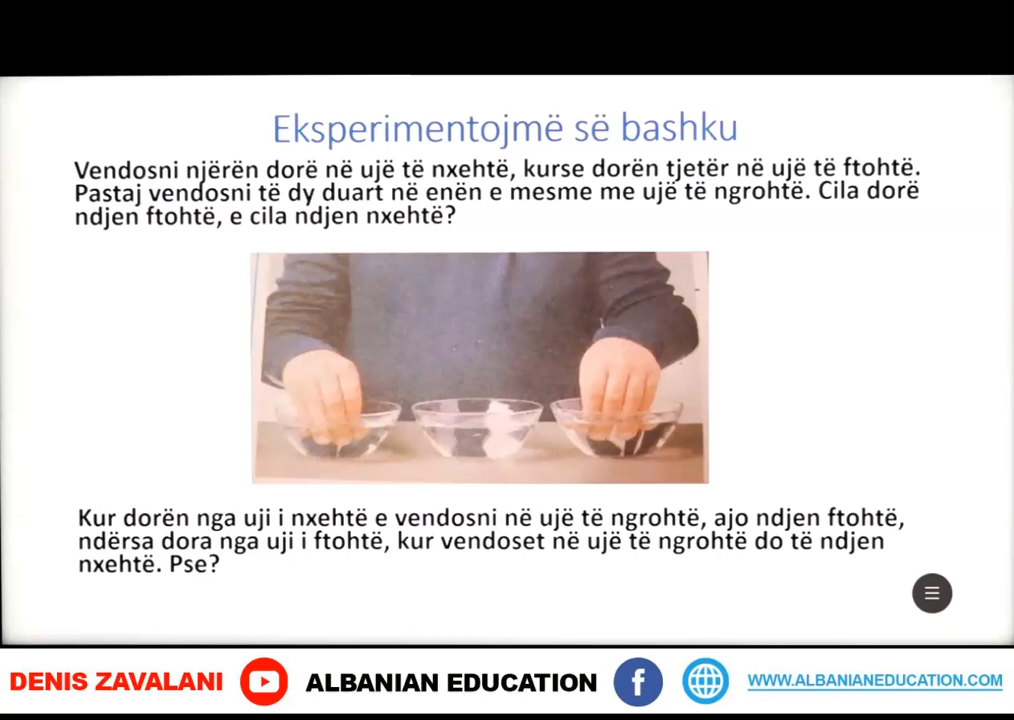 Eksperimentojmë së bashku
Vendosni njërën dorë në ujë të nxehtë, kurse dorën tjetër në ujë të ftohtë.
Pastaj vendosni të dy duart në enën e mesme me ujë të ngrohtë. Cila dorë
ndjen ftohtë, e cila ndjen nxehtë?
Kur dorën nga uji i nxehtë e vendosni në ujë të ngrohtë, ajo ndjen ftohtë,
ndërsa dora nga uji i ftohtë, kur vendoset në ujë të ngrohtë do të ndjen
nxehtë. Pse?
DENIS ZAVALANI ALBANIAN EDUCATION WWW.ALBANIANEDUCATION.COM